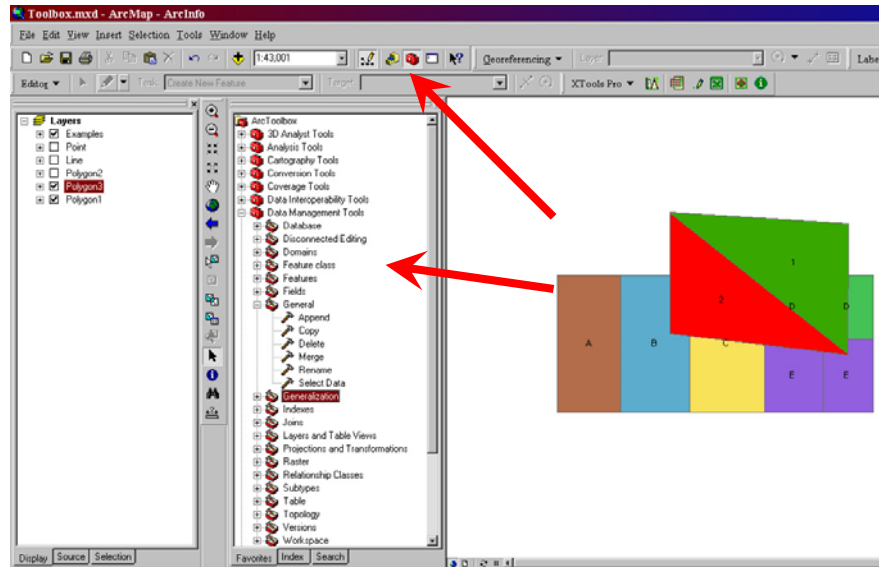 Toolbox.mxd - ArcMap - ArcInfo
File Edit View Insert Selection Tools Window Help
1:43,001
Georeferencing
Layer
Labe
Editor
Task:
Create New Feature
Target:
XTools Pro
Layers
Examples
Point
Line
Polygon2
Polygon3
Polygon1
ArcToolbox
3D Analyst Tools
Analysis Tools
Cartography Tools
Conversion Tools
Coverage Tools
Data Interoperability Tools
Data Management Tools
Database
Disconnected Editing
Domains
Feature class
Features
Fields
General
Append
Copy
Delete
Merge
Rename
Select Data
Generalization
Indexes
Joins
Layers and Table Views
Projections and Transformations
Raster
Relationship Classes
Subtypes
Table
Topology
Versions
Workspace
1
2
D
D
A
B
C
E
E
Display
Source
Selection
Favorites
Index
Search